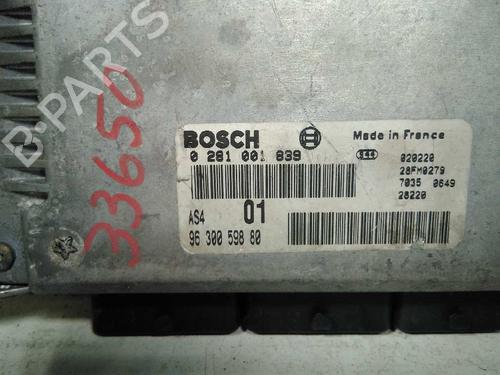 B-PARTS
33650
BOSCH
Made in France
0 281 001 839
020220
28FM0279
7035 0649
28220
AS4
01
96 300 598 80